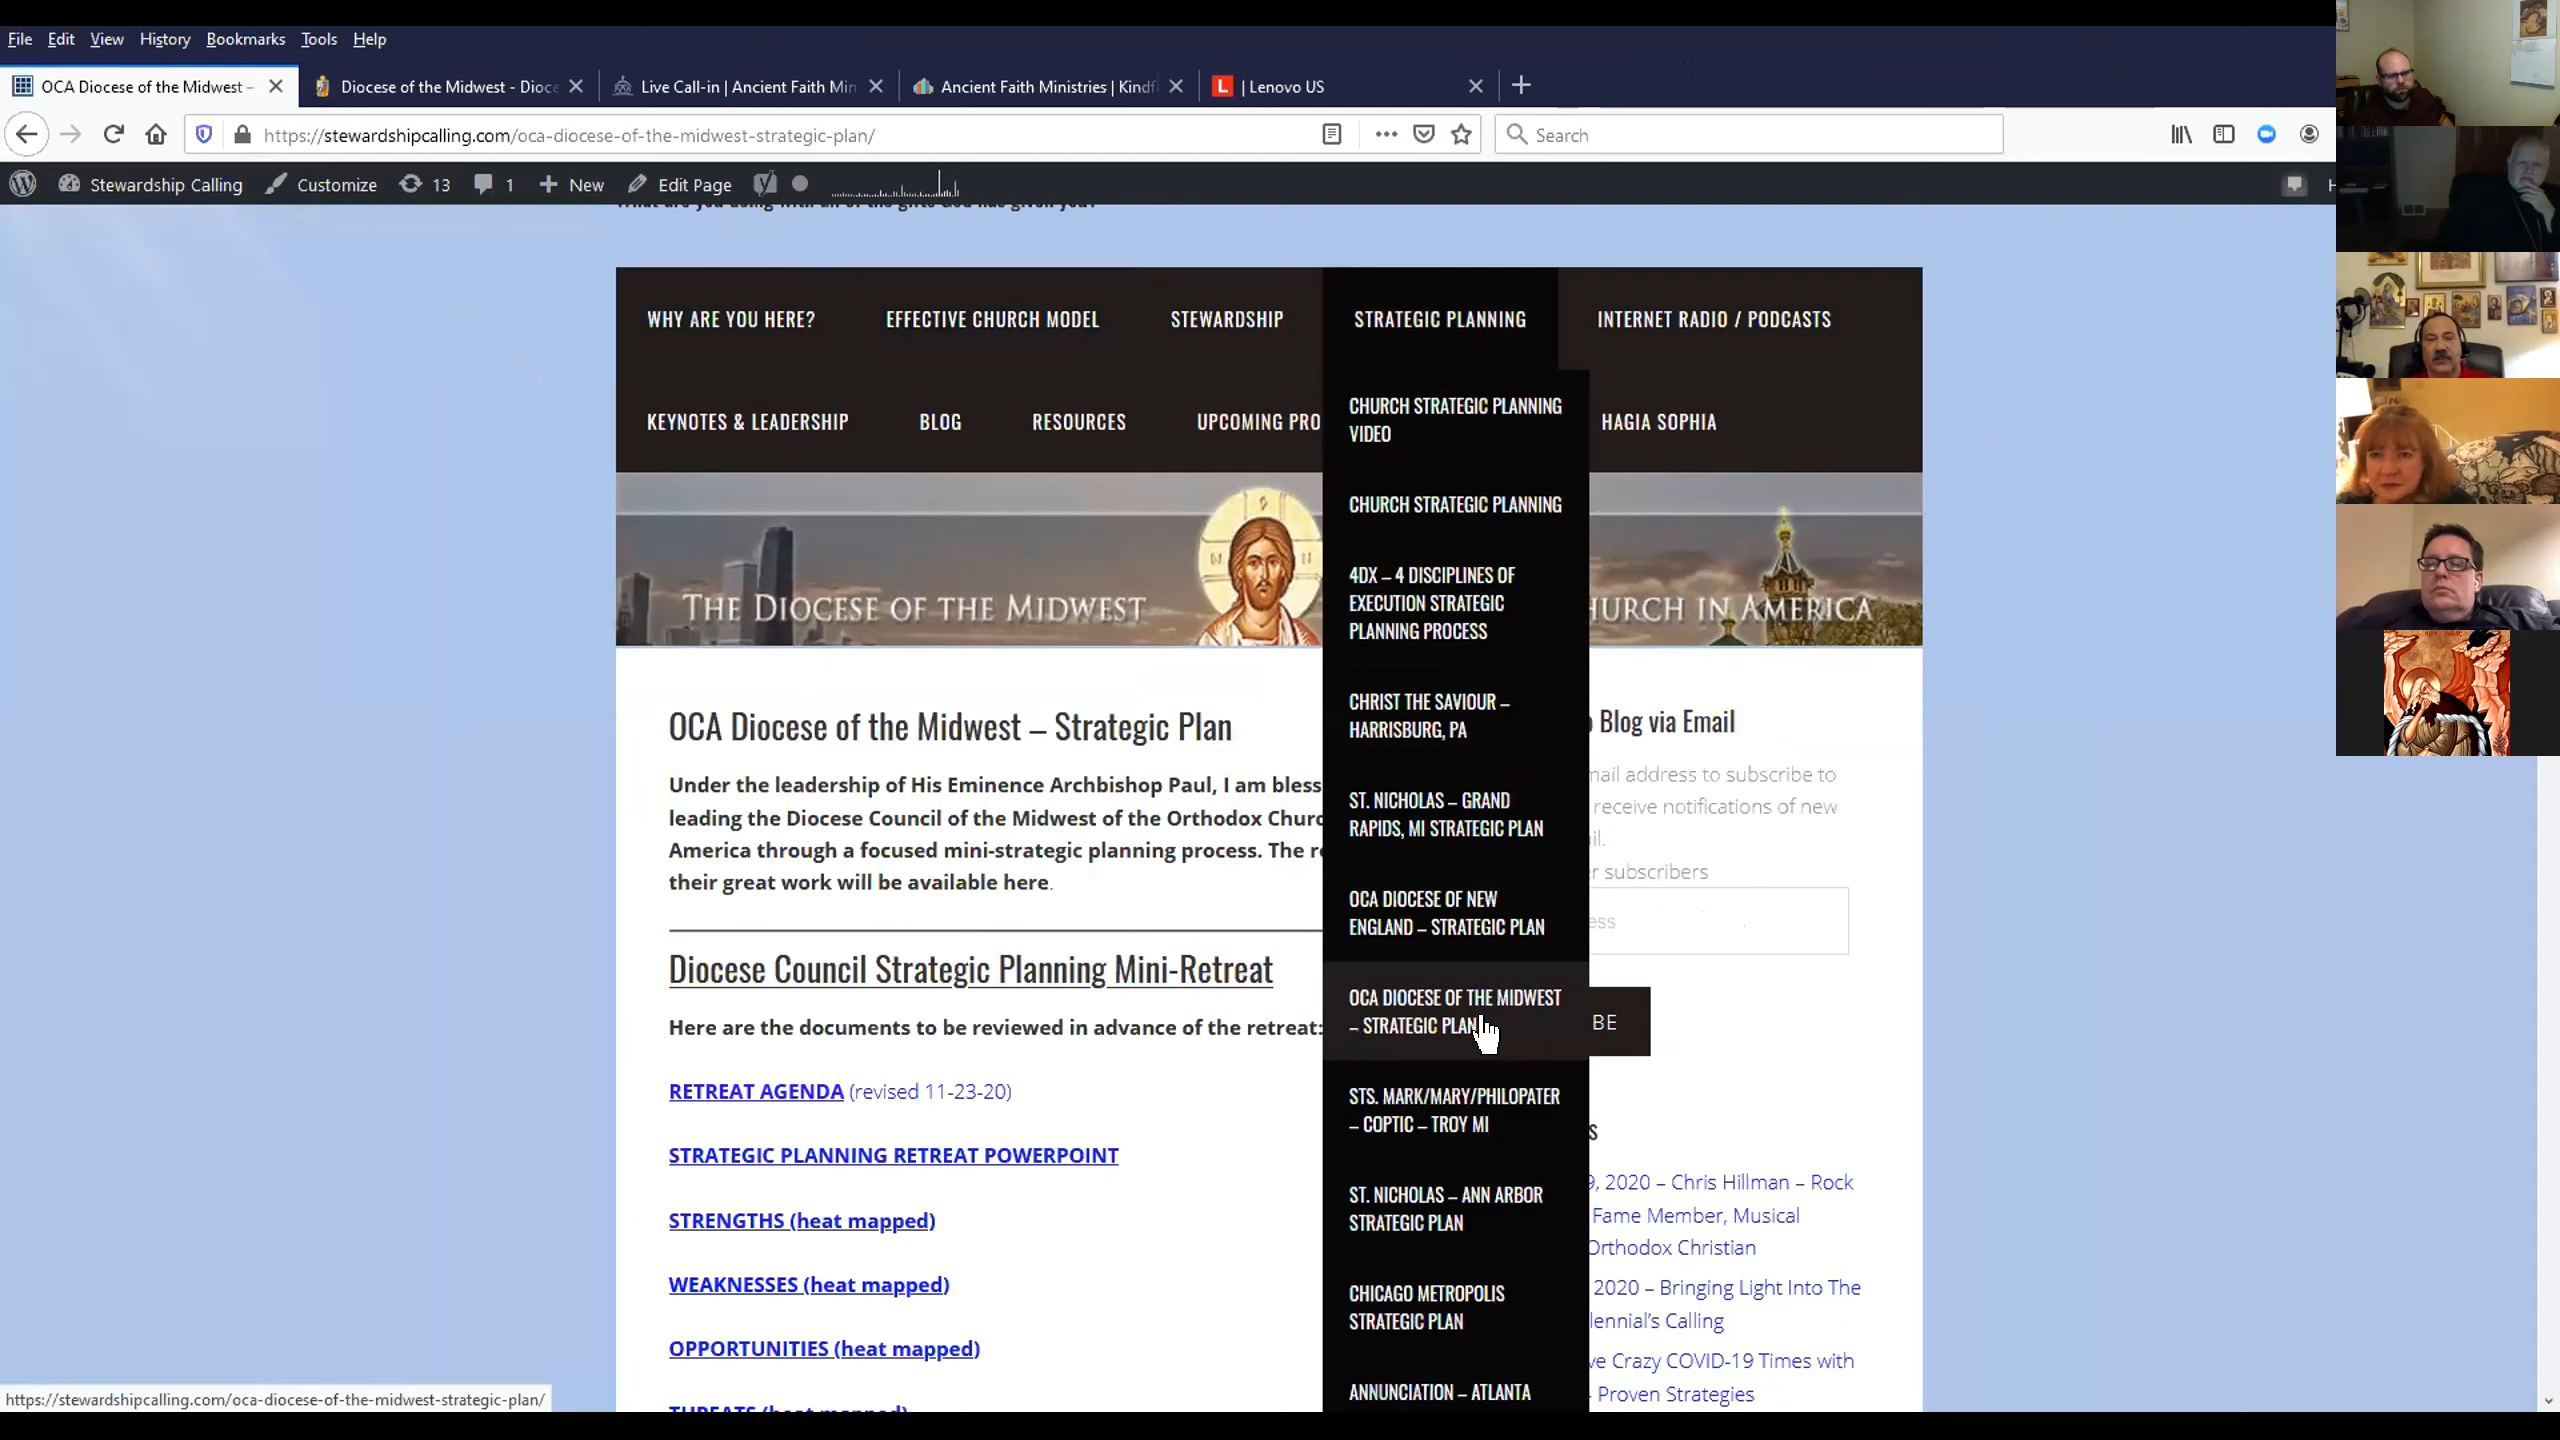 File Edit View History Bookmarks Tools Help
OCA Diocese of the Midwest –
Diocese of the Midwest - Dioce
Live Call-in | Ancient Faith Min
Ancient Faith Ministries | Kindf
| Lenovo US
https://stewardshipcalling.com/oca-diocese-of-the-midwest-strategic-plan/
Search
Stewardship Calling
Customize
13
1
New
Edit Page
H
WHY ARE YOU HERE?
EFFECTIVE CHURCH MODEL
STEWARDSHIP
STRATEGIC PLANNING
INTERNET RADIO / PODCASTS
KEYNOTES & LEADERSHIP
BLOG
RESOURCES
UPCOMING PRO
HAGIA SOPHIA
CHURCH STRATEGIC PLANNING
VIDEO
CHURCH STRATEGIC PLANNING
4DX – 4 DISCIPLINES OF
EXECUTION STRATEGIC
PLANNING PROCESS
CHRIST THE SAVIOUR –
HARRISBURG, PA
ST. NICHOLAS – GRAND
RAPIDS, MI STRATEGIC PLAN
OCA DIOCESE OF NEW
ENGLAND – STRATEGIC PLAN
OCA DIOCESE OF THE MIDWEST
– STRATEGIC PLAN
STS. MARK/MARY/PHILOPATER
– COPTIC – TROY MI
ST. NICHOLAS – ANN ARBOR
STRATEGIC PLAN
CHICAGO METROPOLIS
STRATEGIC PLAN
ANNUNCIATION – ATLANTA
THE DIOCESE OF THE MIDWEST
HURCH IN AMERICA
OCA Diocese of the Midwest – Strategic Plan
Under the leadership of His Eminence Archbishop Paul, I am bless
leading the Diocese Council of the Midwest of the Orthodox Churc
America through a focused mini-strategic planning process. The re
their great work will be available here.
Diocese Council Strategic Planning Mini-Retreat
Here are the documents to be reviewed in advance of the retreat:
RETREAT AGENDA (revised 11-23-20)
STRATEGIC PLANNING RETREAT POWERPOINT
STRENGTHS (heat mapped)
WEAKNESSES (heat mapped)
OPPORTUNITIES (heat mapped)
THREATS (heat mapped)
Blog via Email
mail address to subscribe to
receive notifications of new
il.
r subscribers
ess
BE
s
9, 2020 – Chris Hillman – Rock
Fame Member, Musical
Orthodox Christian
2020 – Bringing Light Into The
lennial's Calling
ve Crazy COVID-19 Times with
– Proven Strategies
https://stewardshipcalling.com/oca-diocese-of-the-midwest-strategic-plan/